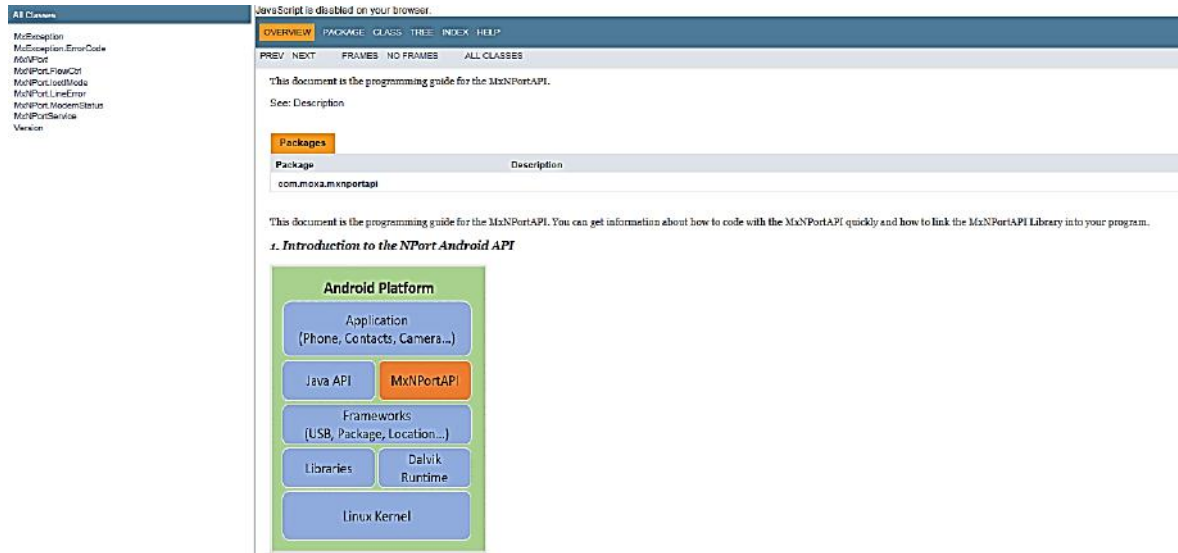 All Classes
MxException
MxException.ErrorCode
MxNPort
MxNPort.FlowCtrl
MxNPort.IoctlMode
MxNPort.LineError
MxNPort.ModemStatus
MxNPortService
Version
JavaScript is disabled on your browser.
OVERVIEW PACKAGE CLASS TREE INDEX HELP
PREV NEXT FRAMES NO FRAMES ALL CLASSES
This document is the programming guide for the MxNPortAPI.
See: Description
Packages
Package Description
com.moxa.mxnportapi
This document is the programming guide for the MxNPortAPI. You can get information about how to code with the MxNPortAPI quickly and how to link the MxNPortAPI Library into your program.
1. Introduction to the NPort Android API
Android Platform
Application
(Phone, Contacts, Camera...)
Java API MxNPortAPI
Frameworks
(USB, Package, Location...)
Libraries Dalvik
Runtime
Linux Kernel